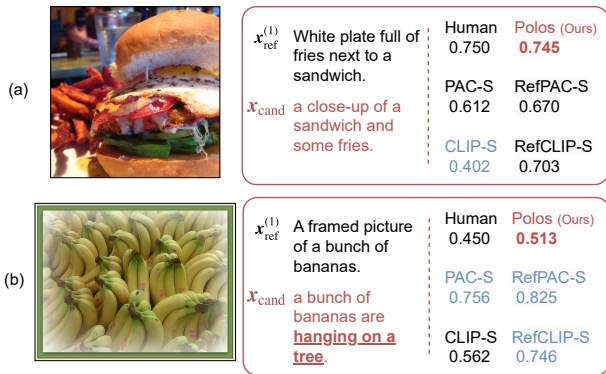 (a)
x_ref^(1) White plate full of
fries next to a
sandwich.
x_cand a close-up of a
sandwich and
some fries.
Human Polos (Ours)
0.750 0.745
PAC-S RefPAC-S
0.612 0.670
CLIP-S RefCLIP-S
0.402 0.703
(b)
x_ref^(1) A framed picture
of a bunch of
bananas.
x_cand a bunch of
bananas are
hanging on a
tree.
Human Polos (Ours)
0.450 0.513
PAC-S RefPAC-S
0.756 0.825
CLIP-S RefCLIP-S
0.562 0.746